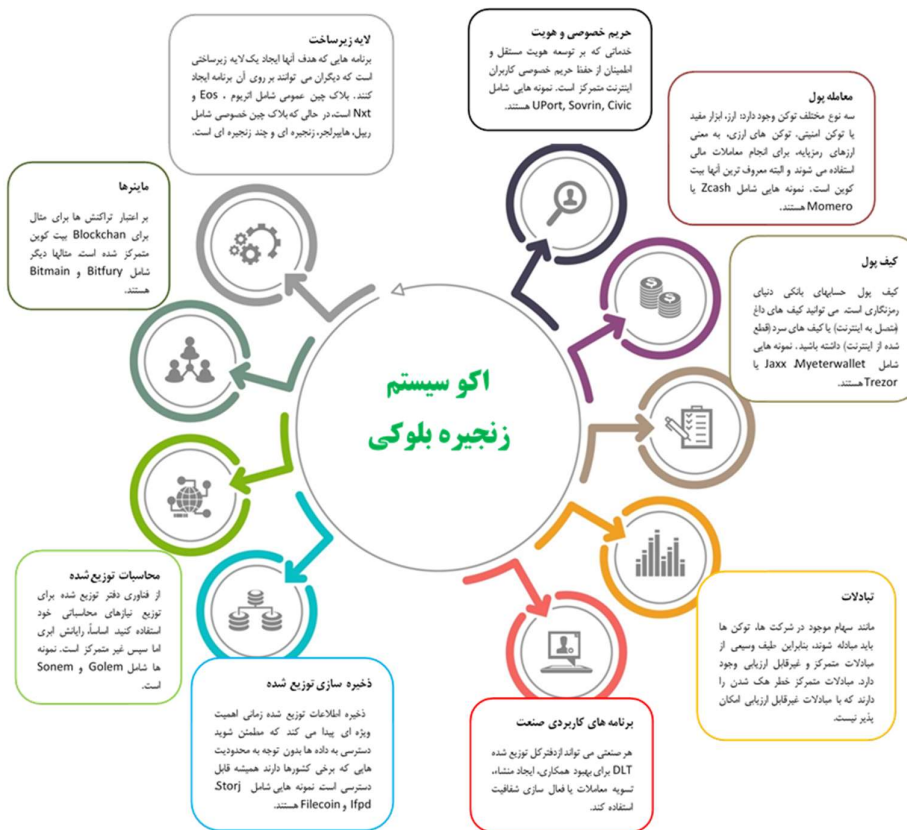 اکو سیستم
زنجیره بلوکی
حریم خصوصی و هویت
خدماتی که بر توسعه هویت مستقل و
اطمینان از حفظ حریم خصوصی کاربران
اینترنت متمرکز است. نمونه هایی شامل
UPort, Sovrin, Civic هستند.
معامله پول
سه نوع مختلف توکن وجود دارد: ارز، ابزار مفید
یا توکن امنیتی. توکن های ارزی، به معنی
ارزهای رمزپایه، برای انجام معاملات مالی
استفاده می شوند و البته معروف ترین آنها بیت
کوین است. نمونه هایی شامل Zcash یا
Momero هستند.
کیف پول
کیف پول حسابهای بانکی دنیای
رمزنگاری است. می توانید کیف های داغ
(متصل به اینترنت) یا کیف های سرد (قطع
شده از اینترنت) داشته باشید. نمونه هایی
شامل Jaxx ,Myeterwallet یا
Trezor هستند.
تبادلات
مانند سهام موجود در شرکت ها، توکن ها
باید مبادله شوند، بنابراین طیف وسیعی از
مبادلات متمرکز و غیرقابل ارزیابی وجود
دارد. مبادلات متمرکز خطر هک شدن را
دارند که با مبادلات غیرقابل ارزیابی امکان
پذیر نیست.
برنامه های کاربردی صنعت
هر صنعتی می تواند ازدفترکل توزیع شده
DLT برای بهبود همکاری، ایجاد منشاء،
تسویه معاملات یا فعال سازی شفافیت
استفاده کند.
ذخیره سازی توزیع شده
ذخیره اطلاعات توزیع شده زمانی اهمیت
ویژه ای پیدا می کند که مطمئن شوید
دسترسی به داده ها بدون توجه به محدودیت
هایی که برخی کشورها دارند همیشه قابل
دسترسی است. نمونه هایی شامل Storj,
Ifpd و Filecoin هستند.
محاسبات توزیع شده
از فناوری دفتر توزیع شده برای
توزیع نیازهای محاسباتی خود
استفاده کنید. اساساً، رایانش ابری
اما سپس غیر متمرکز است. نمونه
ها شامل Golem و Sonem
است.
ماینرها
بر اعتبار تراکنش ها برای مثال
برای Blockchan بیت کوین
متمرکز شده است. مثالها دیگر
شامل Bitfury و Bitmain
هستند.
لایه زیرساخت
برنامه هایی که هدف آنها ایجاد یک لایه زیرساختی
است که دیگران می توانند بر روی آن برنامه ایجاد
کنند. بلاک چین عمومی شامل اتریوم ، Eos و
Nxt است، در حالی که بلاک چین خصوصی شامل
ریپل، هایپرلجر، زنجیره ای و چند زنجیره ای است.